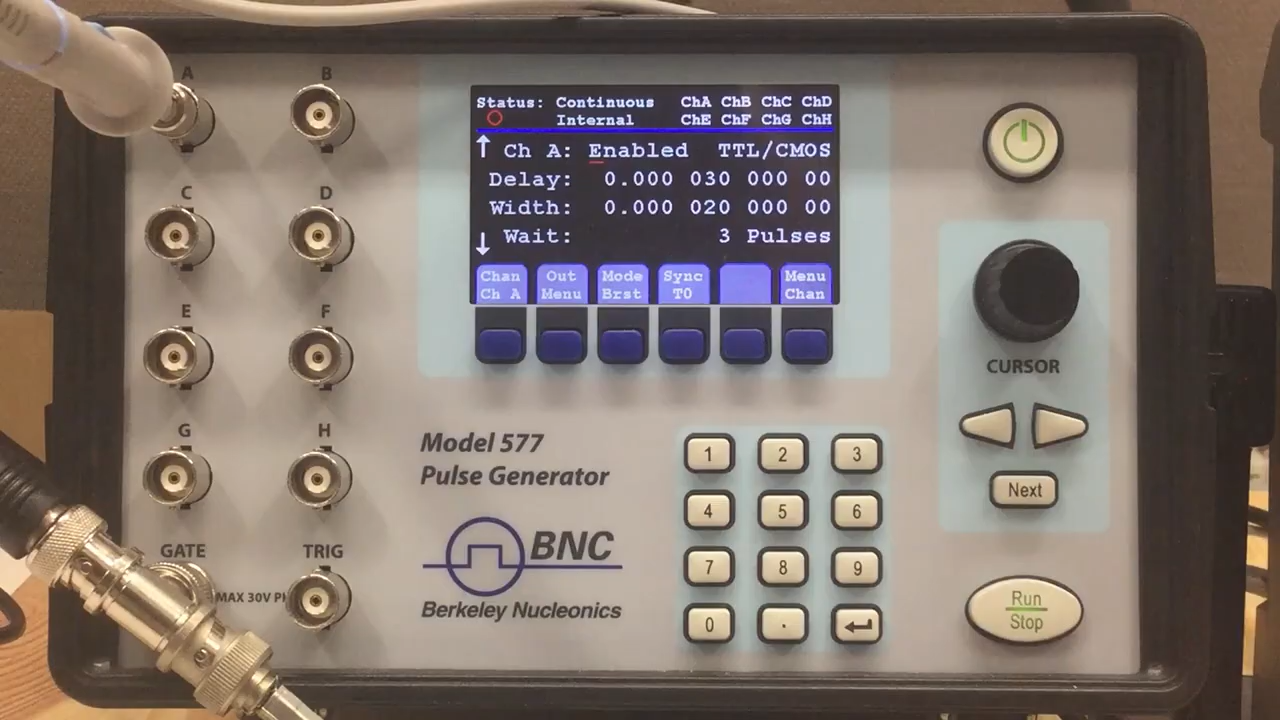 A B
C D
E F
G H
GATE TRIG
MAX 30V
Status: Continuous ChA ChB ChC ChD
Internal ChE ChF ChG ChH
Ch A: Enabled TTL/CMOS
Delay: 0.000 030 000 00
Width: 0.000 020 000 00
Wait: 3 Pulses
Chan Out Mode Sync Menu
Ch A Menu Brst T0 Chan
Model 577
Pulse Generator
BNC
Berkeley Nucleonics
1 2 3
4 5 6
7 8 9
0 .
CURSOR
Next
Run
Stop